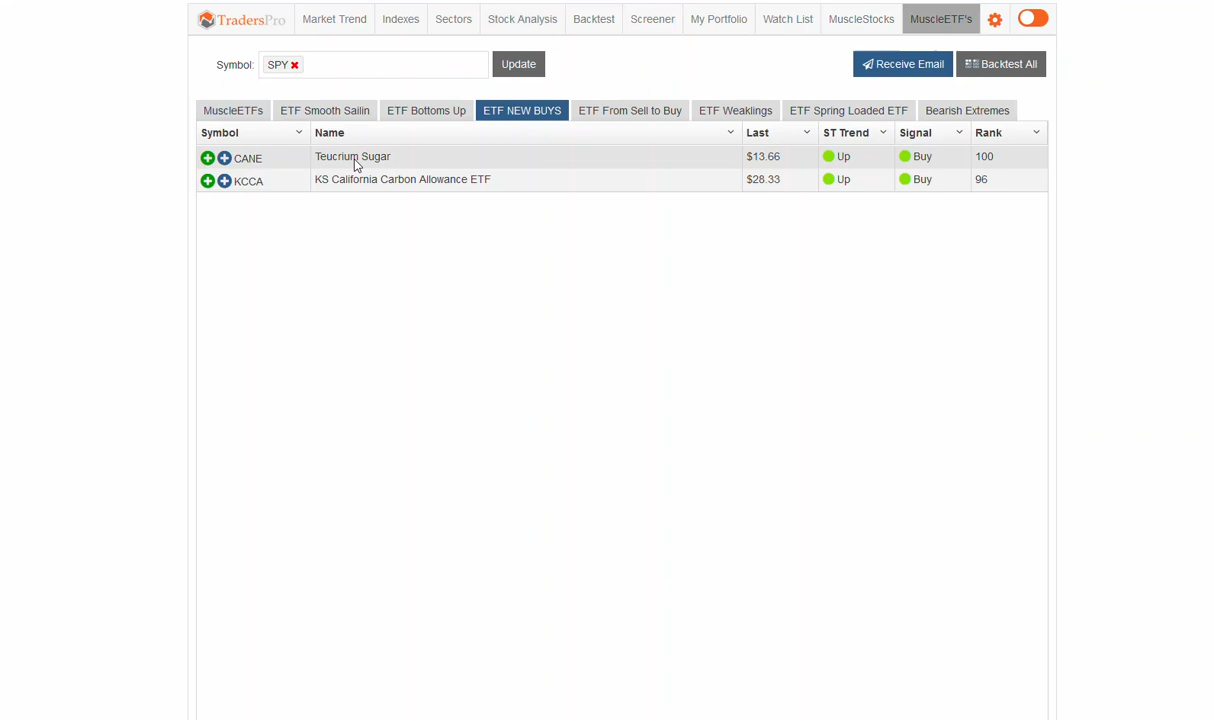 TradersPro Market Trend Indexes Sectors Stock Analysis Backtest Screener My Portfolio Watch List MuscleStocks MuscleETF's
Symbol: SPY Update Receive Email Backtest All
MuscleETFs ETF Smooth Sailin ETF Bottoms Up ETF NEW BUYS ETF From Sell to Buy ETF Weaklings ETF Spring Loaded ETF Bearish Extremes
Symbol Name Last ST Trend Signal Rank
CANE Teucrium Sugar $13.66 Up Buy 100
KCCA KS California Carbon Allowance ETF $28.33 Up Buy 96